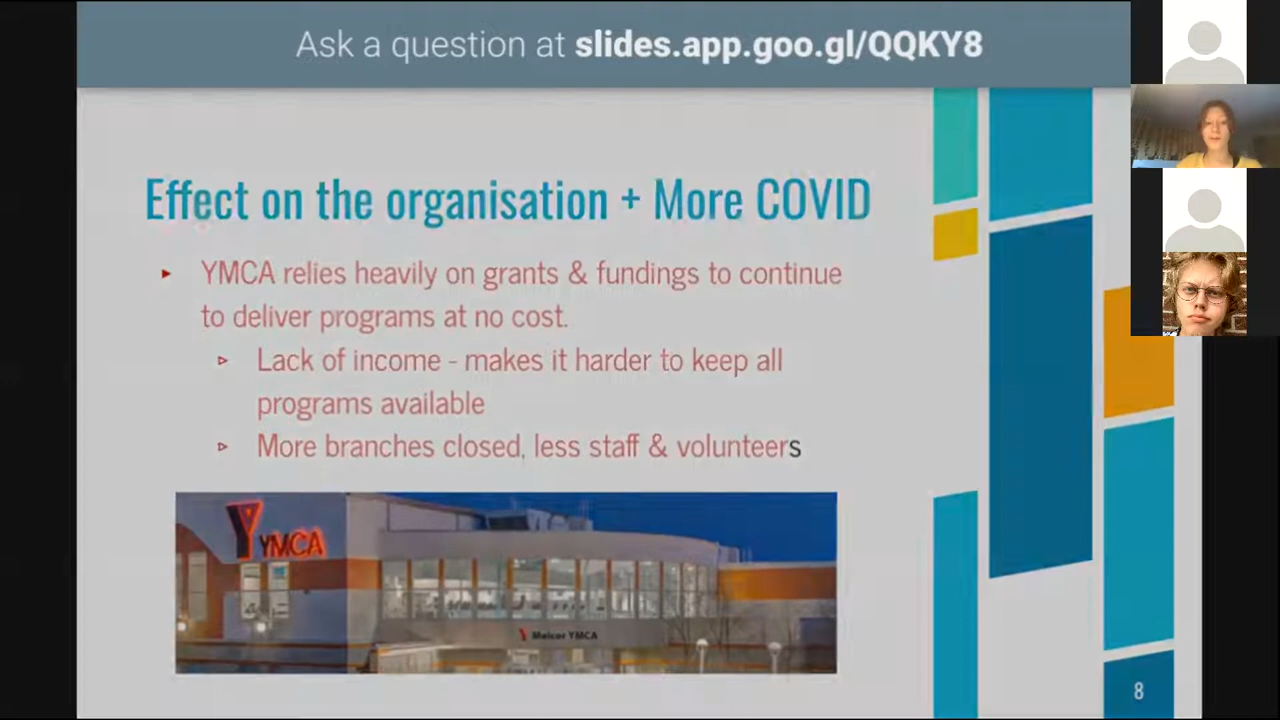 Ask a question at slides.app.goo.gl/QQKY8
Effect on the organisation + More COVID
YMCA relies heavily on grants & fundings to continue
to deliver programs at no cost.
Lack of income - makes it harder to keep all
programs available
More branches closed, less staff & volunteers
YMCA
Melcor YMCA
8